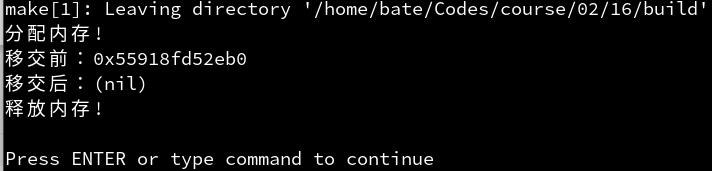 make[1]: Leaving directory '/home/bate/Codes/course/02/16/build'
分配内存!
移交前：0x55918fd52eb0
移交后：(nil)
释放内存!
Press ENTER or type command to continue